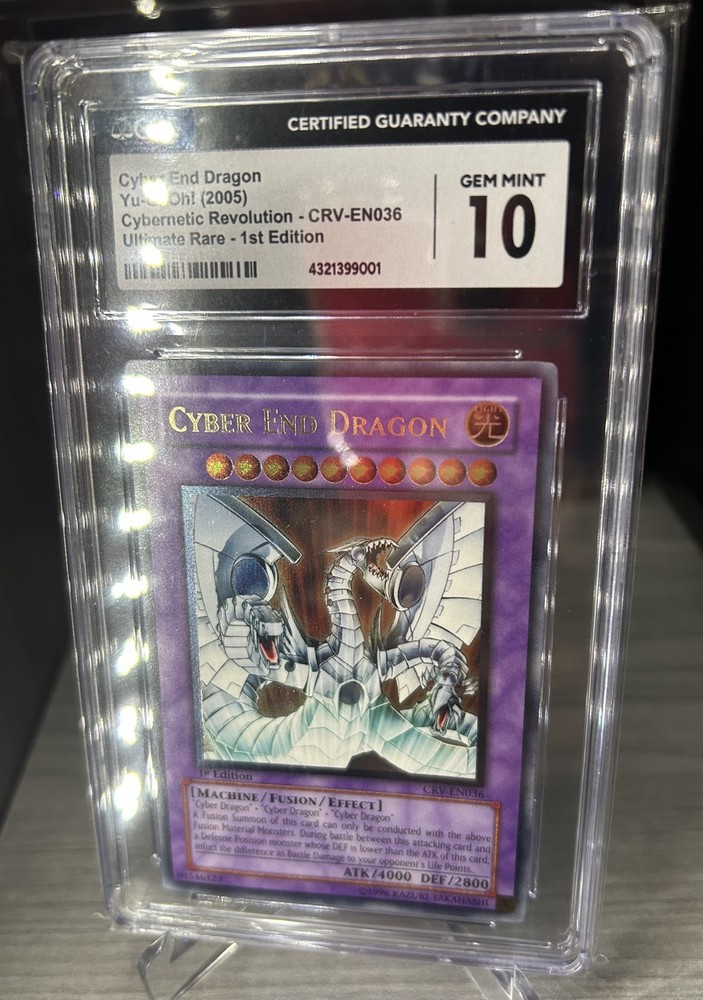 CERTIFIED GUARANTY COMPANY
Cyber End Dragon
Yu-Gi-Oh! (2005)
Cybernetic Revolution - CRV-EN036
Ultimate Rare - 1st Edition
4321399001
GEM MINT
10
CYBER END DRAGON
LIGHT
光
1st Edition
CRV-EN036
[MACHINE/FUSION/EFFECT]
"Cyber Dragon" + "Cyber Dragon" + "Cyber Dragon"
A Fusion Summon of this card can only be conducted with the above
Fusion Material Monsters. During battle between this attacking card and
a Defense Position monster whose DEF is lower than the ATK of this card,
inflict the difference as Battle Damage to your opponent's Life Points.
ATK/4000 DEF/2800
©1996 KAZUKI TAKAHASHI